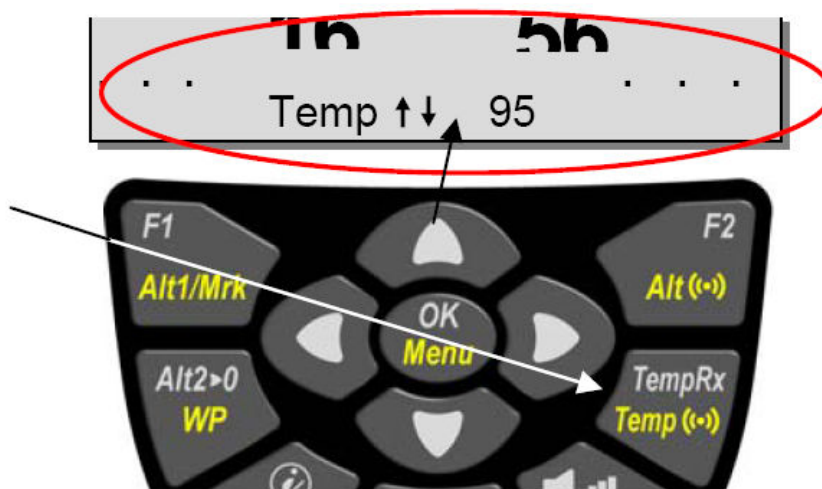 . . . . . .
Temp ↑↓ 95
F1
F2
Alt1/Mrk
Alt((•))
OK
Menu
Alt2▸0
WP
TempRx
Temp((•))